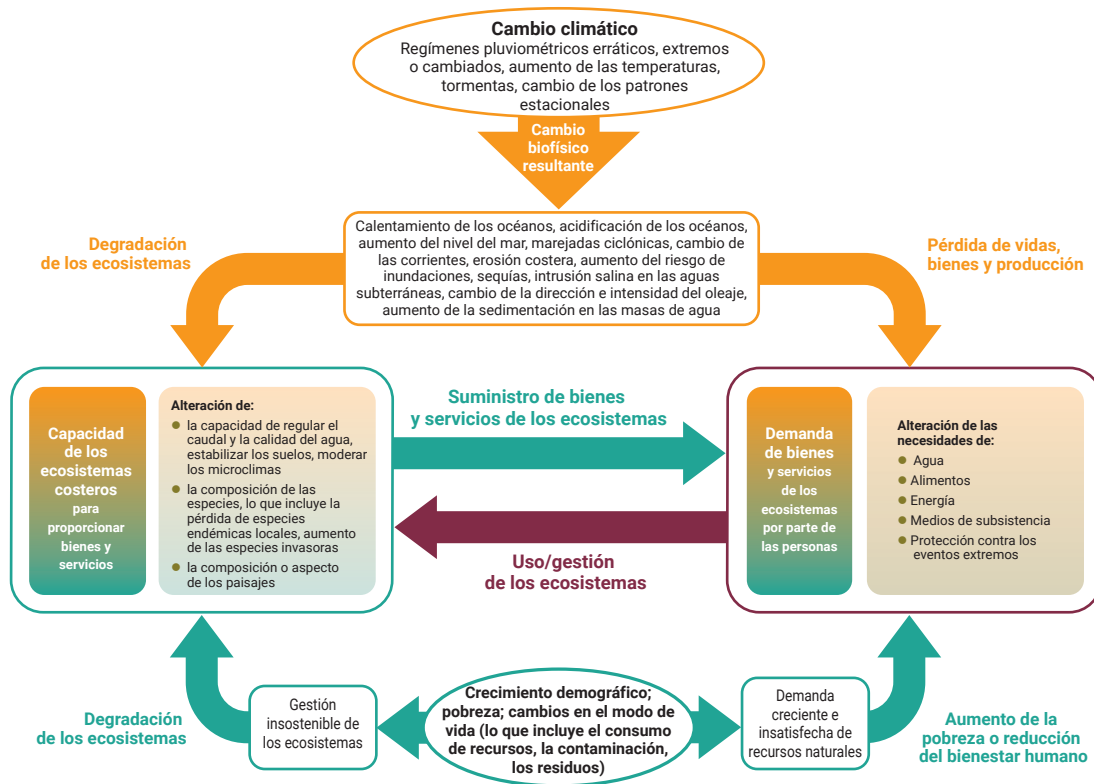 Cambio climático
Regímenes pluviométricos erráticos, extremos
o cambiados, aumento de las temperaturas,
tormentas, cambio de los patrones
estacionales
Cambio
biofísico
resultante
Degradación
de los ecosistemas
Calentamiento de los océanos, acidificación de los océanos,
aumento del nivel del mar, marejadas ciclónicas, cambio de
las corrientes, erosión costera, aumento del riesgo de
inundaciones, sequías, intrusión salina en las aguas
subterráneas, cambio de la dirección e intensidad del oleaje,
aumento de la sedimentación en las masas de agua
Pérdida de vidas,
bienes y producción
Capacidad
de los
ecosistemas
costeros
para
proporcionar
bienes y
servicios
Alteración de:
● la capacidad de regular el
caudal y la calidad del agua,
estabilizar los suelos, moderar
los microclimas
● la composición de las
especies, lo que incluye la
pérdida de especies
endémicas locales, aumento
de las especies invasoras
● la composición o aspecto
de los paisajes
Suministro de bienes
y servicios de los ecosistemas
Uso/gestión
de los ecosistemas
Demanda
de bienes
y servicios
de los
ecosistemas
por parte de
las personas
Alteración de las
necesidades de:
● Agua
● Alimentos
● Energía
● Medios de subsistencia
● Protección contra los
eventos extremos
Degradación
de los ecosistemas
Gestión
insostenible de
los ecosistemas
Crecimiento demográfico;
pobreza; cambios en el modo de
vida (lo que incluye el consumo
de recursos, la contaminación,
los residuos)
Demanda
creciente e
insatisfecha de
recursos naturales
Aumento de la
pobreza o reducción
del bienestar humano